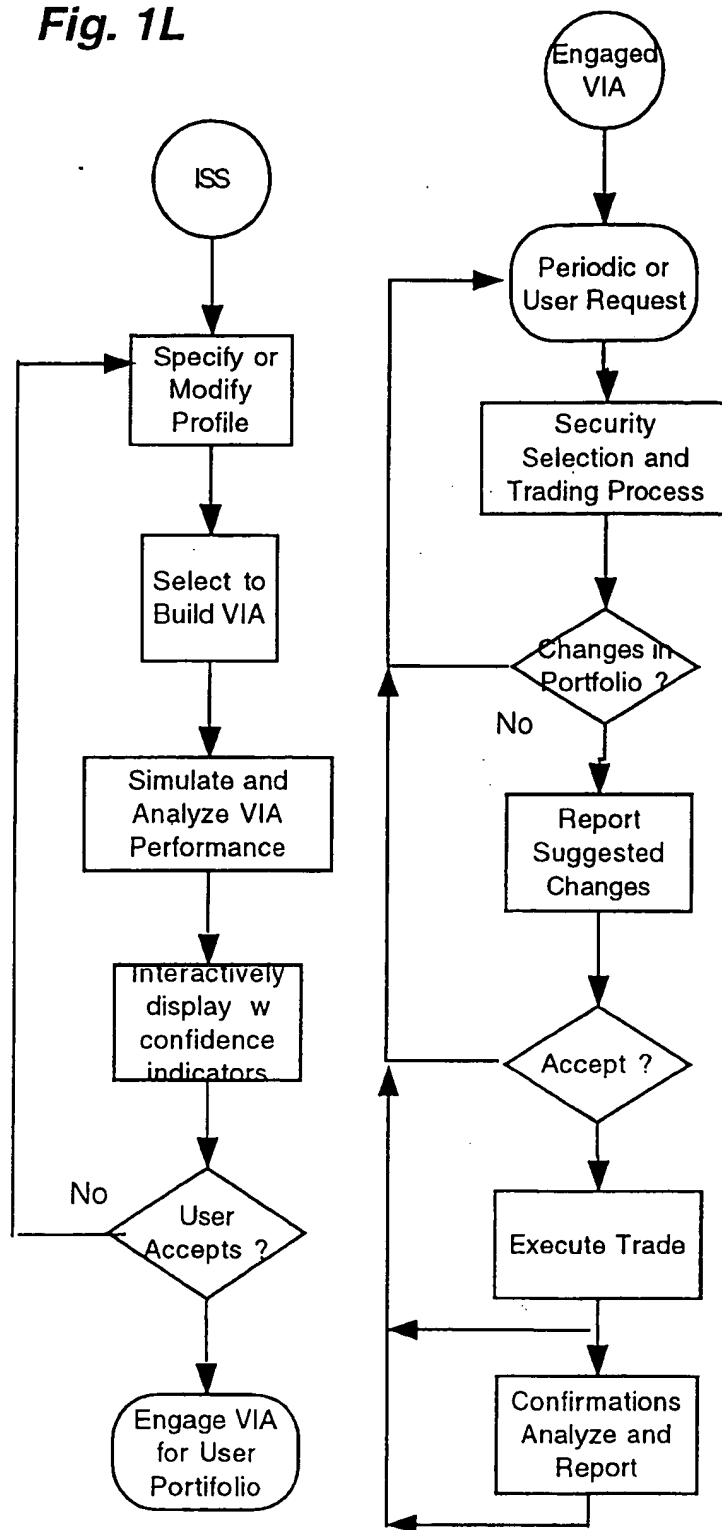 Fig. 1L
ISS
Specify or
Modify
Profile
Select to
Build VIA
Simulate and
Analyze VIA
Performance
Interactively
display w
confidence
indicators
No
User
Accepts ?
Engage VIA
for User
Portifolio
Engaged
VIA
Periodic or
User Request
Security
Selection and
Trading Process
Changes in
Portfolio ?
No
Report
Suggested
Changes
Accept ?
Execute Trade
Confirmations
Analyze and
Report